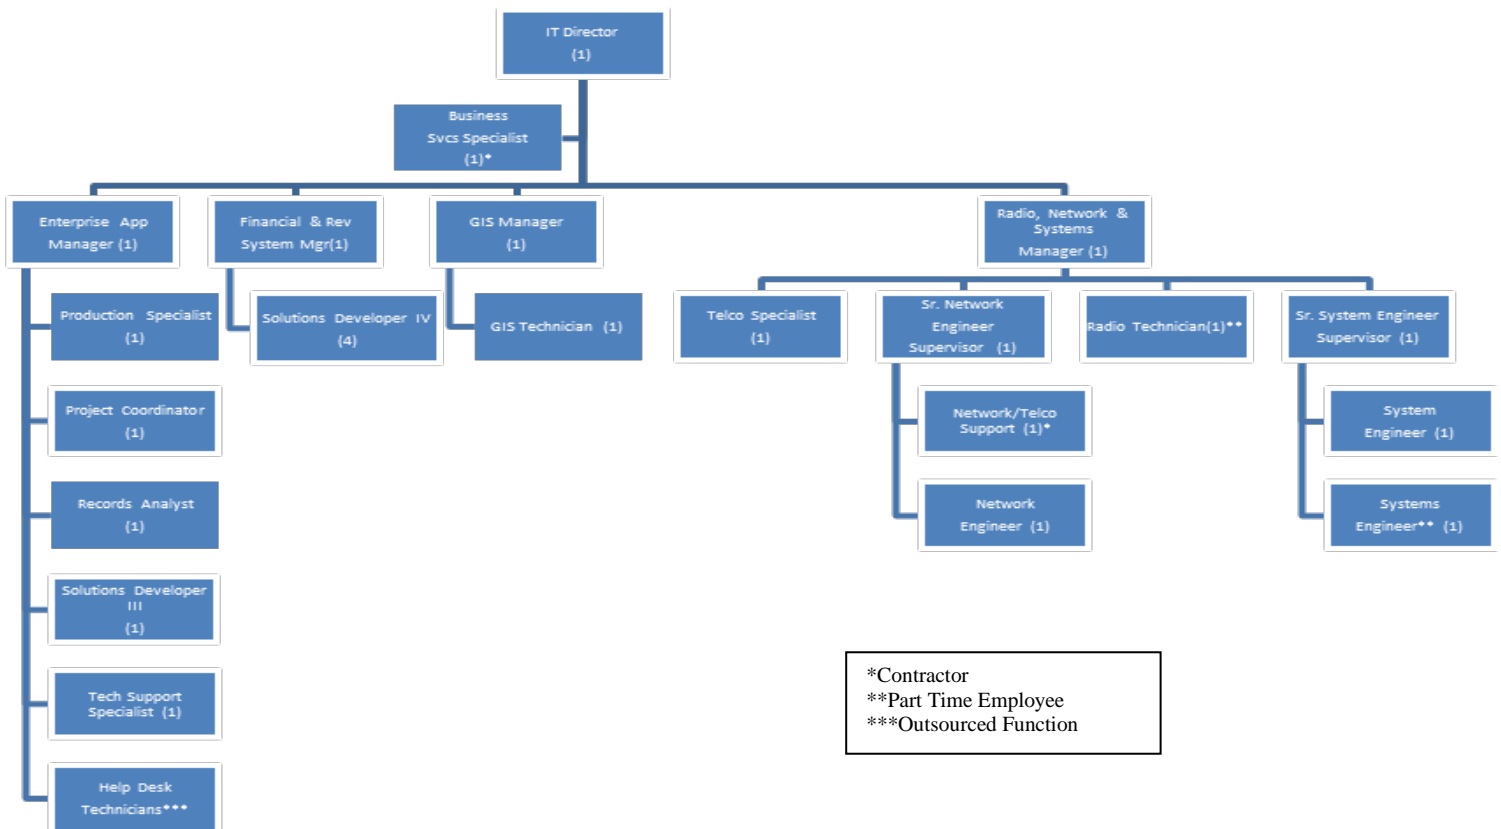 IT Director
(1)
Business
Svcs Specialist
(1)*
Enterprise App
Manager (1)
Financial & Rev
System Mgr(1)
GIS Manager
(1)
Radio, Network &
Systems
Manager (1)
Production Specialist
(1)
Solutions Developer IV
(4)
GIS Technician (1)
Telco Specialist
(1)
Sr. Network
Engineer
Supervisor (1)
Radio Technician(1)**
Sr. System Engineer
Supervisor (1)
Project Coordinator
(1)
Network/Telco
Support (1)*
System
Engineer (1)
Records Analyst
(1)
Network
Engineer (1)
Systems
Engineer** (1)
Solutions Developer
III
(1)
Tech Support
Specialist (1)
Help Desk
Technicians***
*Contractor
**Part Time Employee
***Outsourced Function